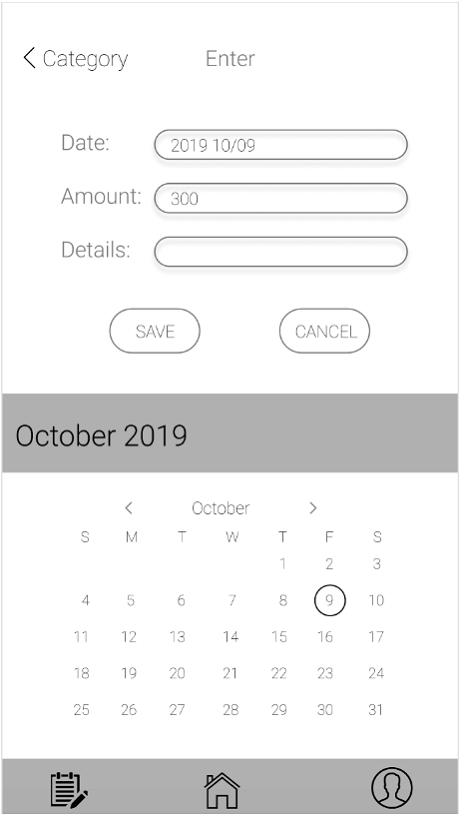 Category Enter
Date: 2019 10/09
Amount: 300
Details:
SAVE CANCEL
October 2019
October
S M T W T F S
1 2 3
4 5 6 7 8 9 10
11 12 13 14 15 16 17
18 19 20 21 22 23 24
25 26 27 28 29 30 31